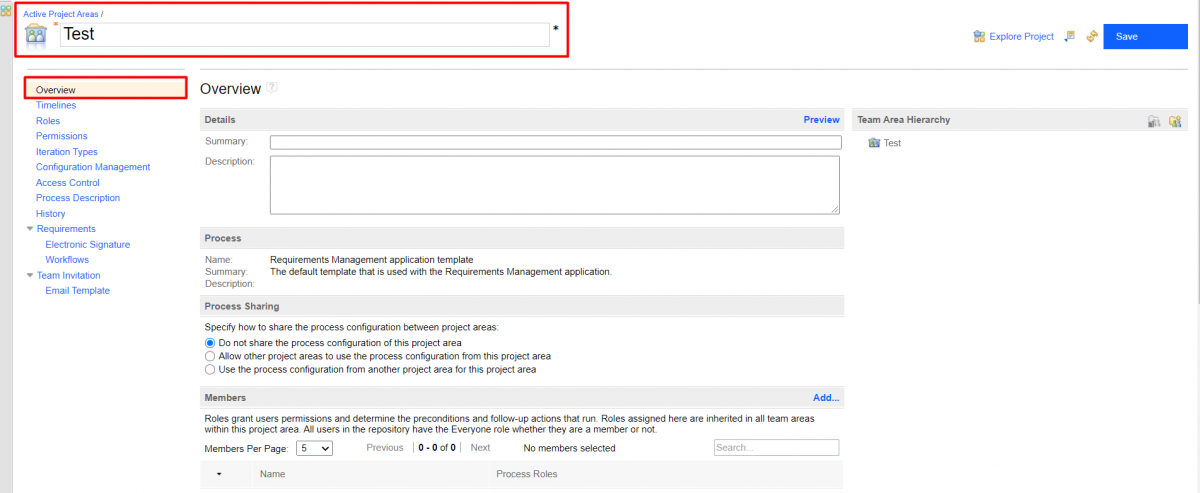 Active Project Areas /
* Test *
Explore Project
Save
Overview
Timelines
Roles
Permissions
Iteration Types
Configuration Management
Access Control
Process Description
History
Requirements
Electronic Signature
Workflows
Team Invitation
Email Template
Overview ?
Details Preview
Summary:
Description:
Process
Name: Requirements Management application template
Summary: The default template that is used with the Requirements Management application.
Description:
Process Sharing
Specify how to share the process configuration between project areas:
Do not share the process configuration of this project area
Allow other project areas to use the process configuration from this project area
Use the process configuration from another project area for this project area
Members Add...
Roles grant users permissions and determine the preconditions and follow-up actions that run. Roles assigned here are inherited in all team areas
within this project area. All users in the repository have the Everyone role whether they are a member or not.
Members Per Page: 5 Previous | 0 - 0 of 0 | Next No members selected Search...
Name Process Roles
Team Area Hierarchy
Test